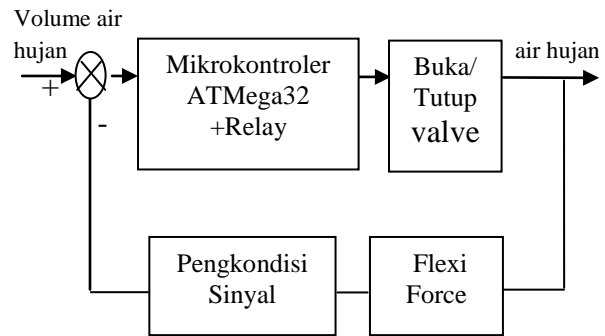 Volume air
hujan
+
-
Mikrokontroler
ATMega32
+Relay
Buka/
Tutup
valve
air hujan
Pengkondisi
Sinyal
Flexi
Force